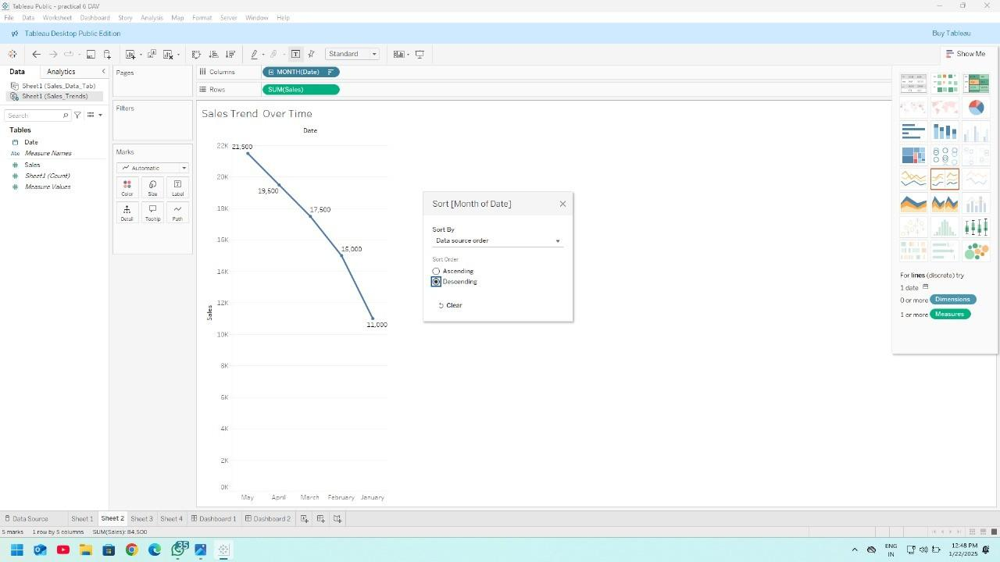 Tableau Public - practical 6 DAV
File Data Worksheet Dashboard Story Analysis Map Format Server Window Help
Tableau Desktop Public Edition
Buy Tableau
Standard
Show Me
Data Analytics
Sheet1 (Sales_Data_Tab)
Sheet1 (Sales_Trends)
Search
Tables
Date
Abc Measure Names
Sales
Sheet1 (Count)
Measure Values
Pages
Filters
Marks
Automatic
Color Size Label
Detail Tooltip Path
Columns MONTH(Date)
Rows SUM(Sales)
Sales Trend Over Time
Date
Sales
22K
20K
18K
16K
14K
12K
10K
8K
6K
4K
2K
0K
21,500
19,500
17,500
15,000
11,000
May April March February January
Sort [Month of Date]
Sort By
Data source order
Sort Order
Ascending
Descending
Clear
For lines (discrete) try
1 date
0 or more Dimensions
1 or more Measures
Data Source Sheet 1 Sheet 2 Sheet 3 Sheet 4 Dashboard 1 Dashboard 2
5 marks 1 row by 5 columns SUM(Sales): 84,500
35
ENG
IN
12:48 PM
1/22/2025